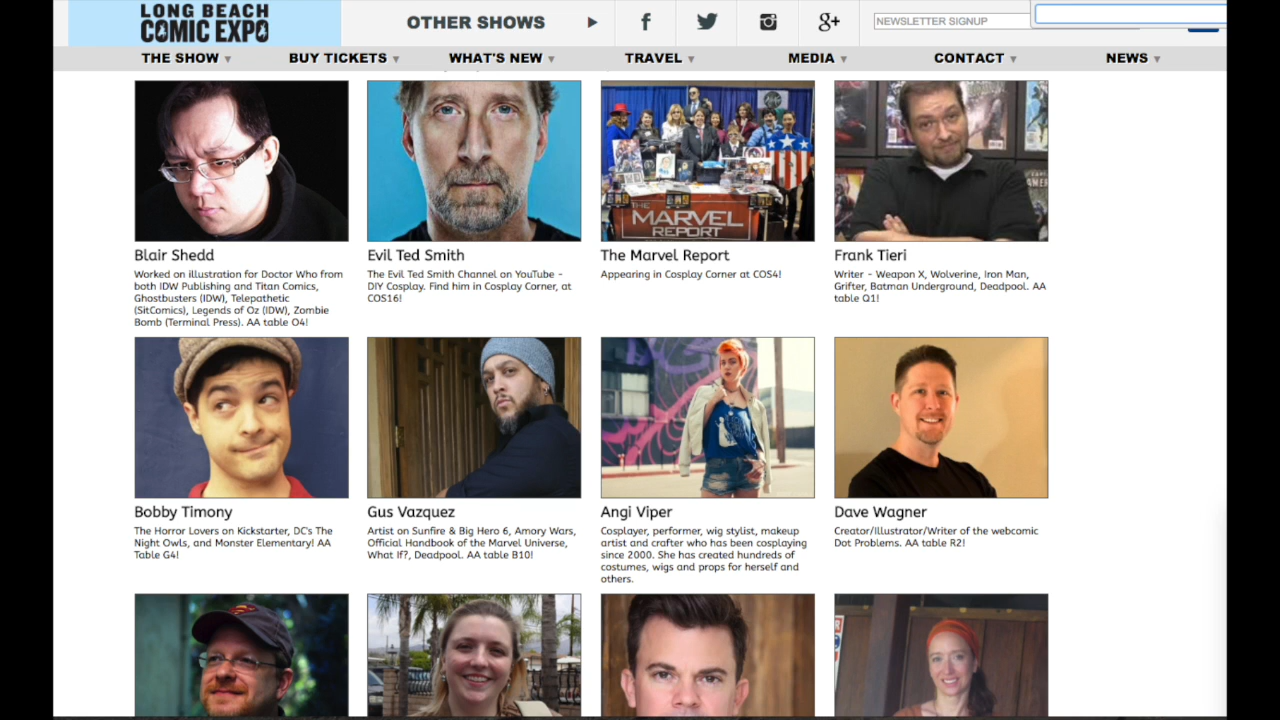 LONG BEACH
COMIC EXPO
OTHER SHOWS
NEWSLETTER SIGNUP
THE SHOW
BUY TICKETS
WHAT'S NEW
TRAVEL
MEDIA
CONTACT
NEWS
THE
MARVEL
REPORT
Blair Shedd
Worked on illustration for Doctor Who from
both IDW Publishing and Titan Comics,
Ghostbusters (IDW), Telepathetic
(SitComics), Legends of Oz (IDW), Zombie
Bomb (Terminal Press). AA table O4!
Evil Ted Smith
The Evil Ted Smith Channel on YouTube -
DIY Cosplay. Find him in Cosplay Corner, at
COS16!
The Marvel Report
Appearing in Cosplay Corner at COS4!
Frank Tieri
Writer - Weapon X, Wolverine, Iron Man,
Grifter, Batman Underground, Deadpool. AA
table Q1!
Bobby Timony
The Horror Lovers on Kickstarter, DC's The
Night Owls, and Monster Elementary! AA
Table G4!
Gus Vazquez
Artist on Sunfire & Big Hero 6, Amory Wars,
Official Handbook of the Marvel Universe,
What If?, Deadpool. AA table B10!
Angi Viper
Cosplayer, performer, wig stylist, makeup
artist and crafter who has been cosplaying
since 2000. She has created hundreds of
costumes, wigs and props for herself and
others.
Dave Wagner
Creator/Illustrator/Writer of the webcomic
Dot Problems. AA table R2!